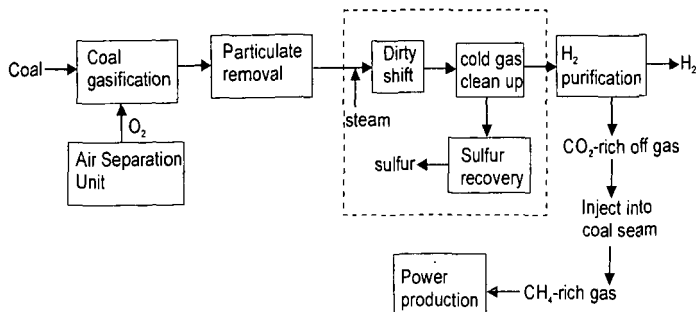 Coal
Coal
gasification
Particulate
removal
Dirty
shift
cold gas
clean up
H₂
purification
H₂
steam
O₂
Air Separation
Unit
sulfur
Sulfur
recovery
CO₂-rich off gas
Inject into
coal seam
Power
production
CH₄-rich gas